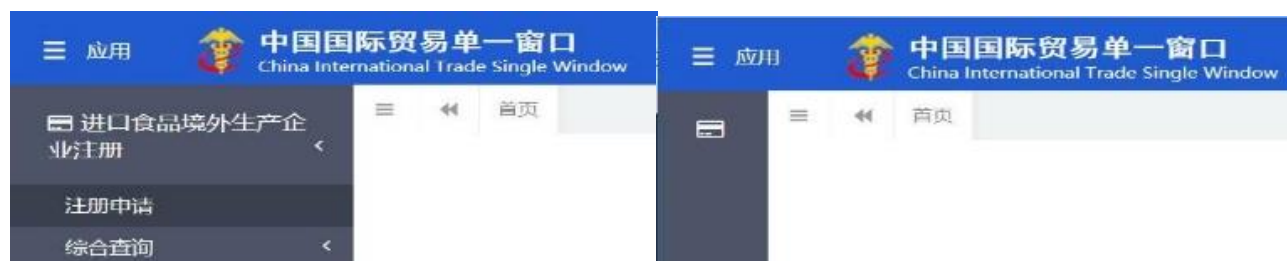 应用
中国国际贸易单一窗口
China International Trade Single Window
进口食品境外生产企
业注册
首页
注册申请
综合查询
应用
中国国际贸易单一窗口
China International Trade Single Window
首页